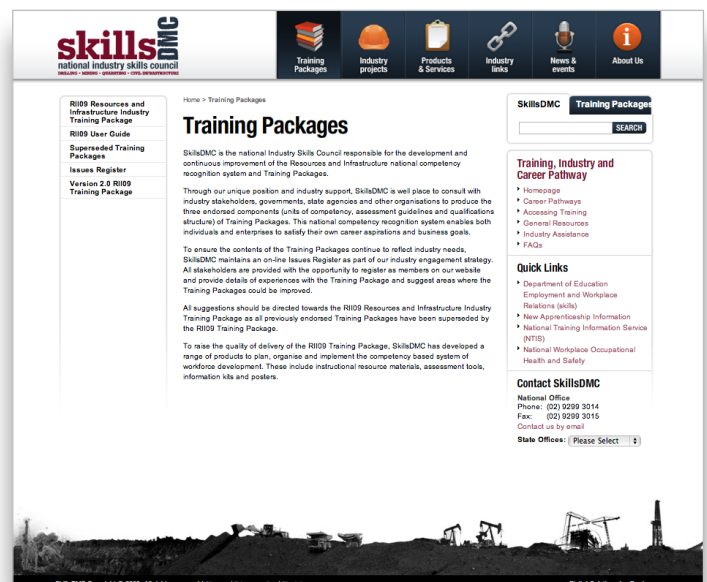 skills DMC
national industry skills council
DRILLING • MINING • QUARRYING • CIVIL INFRASTRUCTURE
Training
Packages
Industry
projects
Products
& Services
Industry
links
News &
events
About Us
RII09 Resources and
Infrastructure Industry
Training Package
RII09 User Guide
Superseded Training
Packages
Issues Register
Version 2.0 RII09
Training Package
Home > Training Packages
Training Packages
SkillsDMC is the national Industry Skills Council responsible for the development and
continuous improvement of the Resources and Infrastructure national competency
recognition system and Training Packages.
Through our unique position and industry support, SkillsDMC is well place to consult with
industry stakeholders, governments, state agencies and other organisations to produce the
three endorsed components (units of competency, assessment guidelines and qualifications
structure) of Training Packages. This national competency recognition system enables both
individuals and enterprises to satisfy their own career aspirations and business goals.
To ensure the contents of the Training Packages continue to reflect industry needs,
SkillsDMC maintains an on-line Issues Register as part of our industry engagement strategy.
All stakeholders are provided with the opportunity to register as members on our website
and provide details of experiences with the Training Package and suggest areas where the
Training Packages could be improved.
All suggestions should be directed towards the RII09 Resources and Infrastructure Industry
Training Package as all previously endorsed Training Packages have been superseded by
the RII09 Training Package.
To raise the quality of delivery of the RII09 Training Package, SkillsDMC has developed a
range of products to plan, organise and implement the competency based system of
workforce development. These include instructional resource materials, assessment tools,
information kits and posters.
SkillsDMC Training Packages
SEARCH
Training, Industry and
Career Pathway
Homepage
Career Pathways
Accessing Training
General Resources
Industry Assistance
FAQs
Quick Links
Department of Education
Employment and Workplace
Relations (skills)
New Apprenticeship Information
National Training Information Service
(NTIS)
National Workplace Occupational
Health and Safety
Contact SkillsDMC
National Office
Phone: (02) 9299 3014
Fax: (02) 9299 3015
Contact us by email
State Offices: Please Select